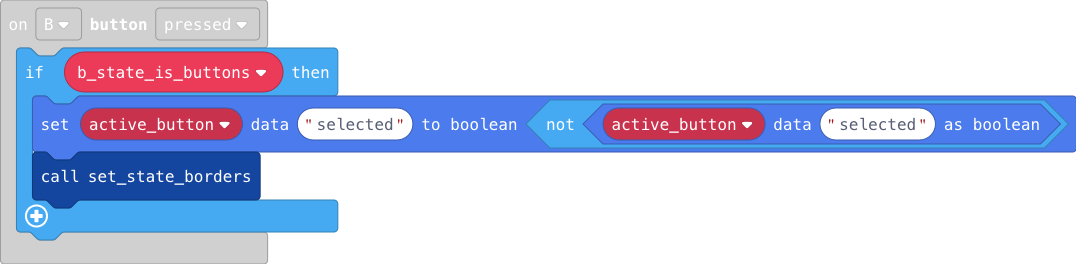 on B button pressed
if b_state_is_buttons then
set active_button data "selected" to boolean not active_button data "selected" as boolean
call set_state_borders